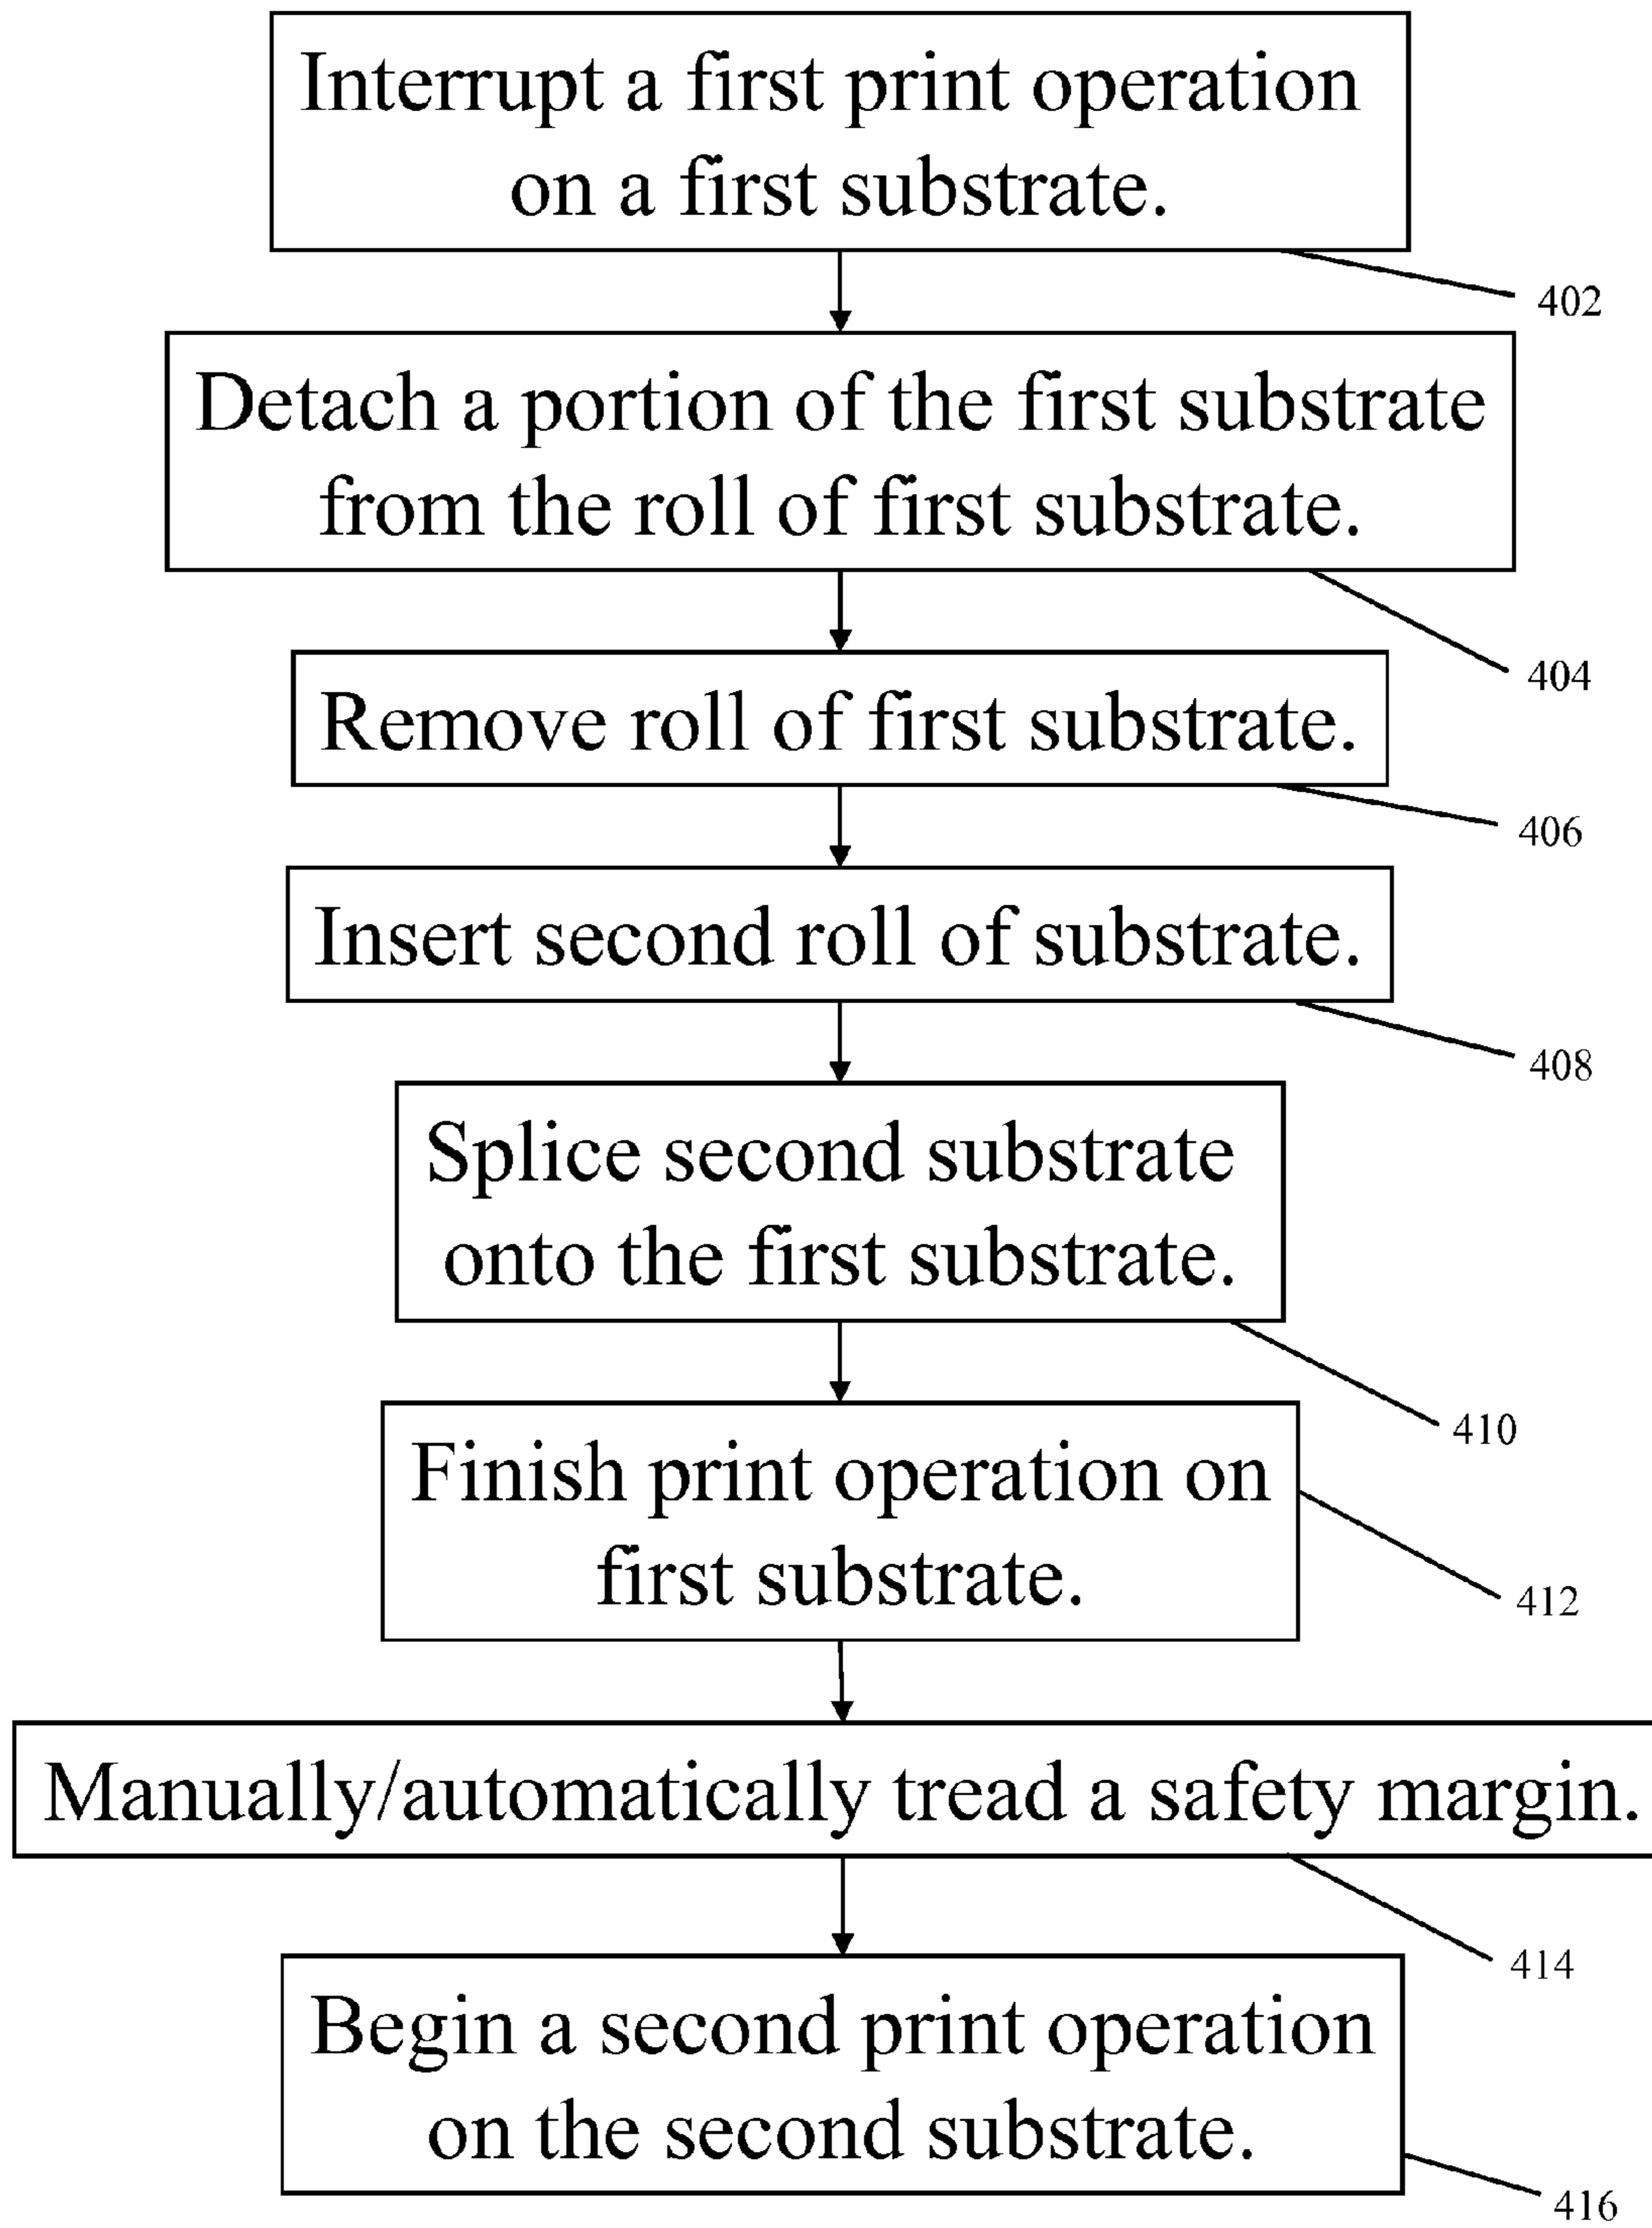 Interrupt a first print operation
on a first substrate.
402
Detach a portion of the first substrate
from the roll of first substrate.
404
Remove roll of first substrate.
406
Insert second roll of substrate.
408
Splice second substrate
onto the first substrate.
410
Finish print operation on
first substrate.
412
Manually/automatically tread a safety margin.
414
Begin a second print operation
on the second substrate.
416